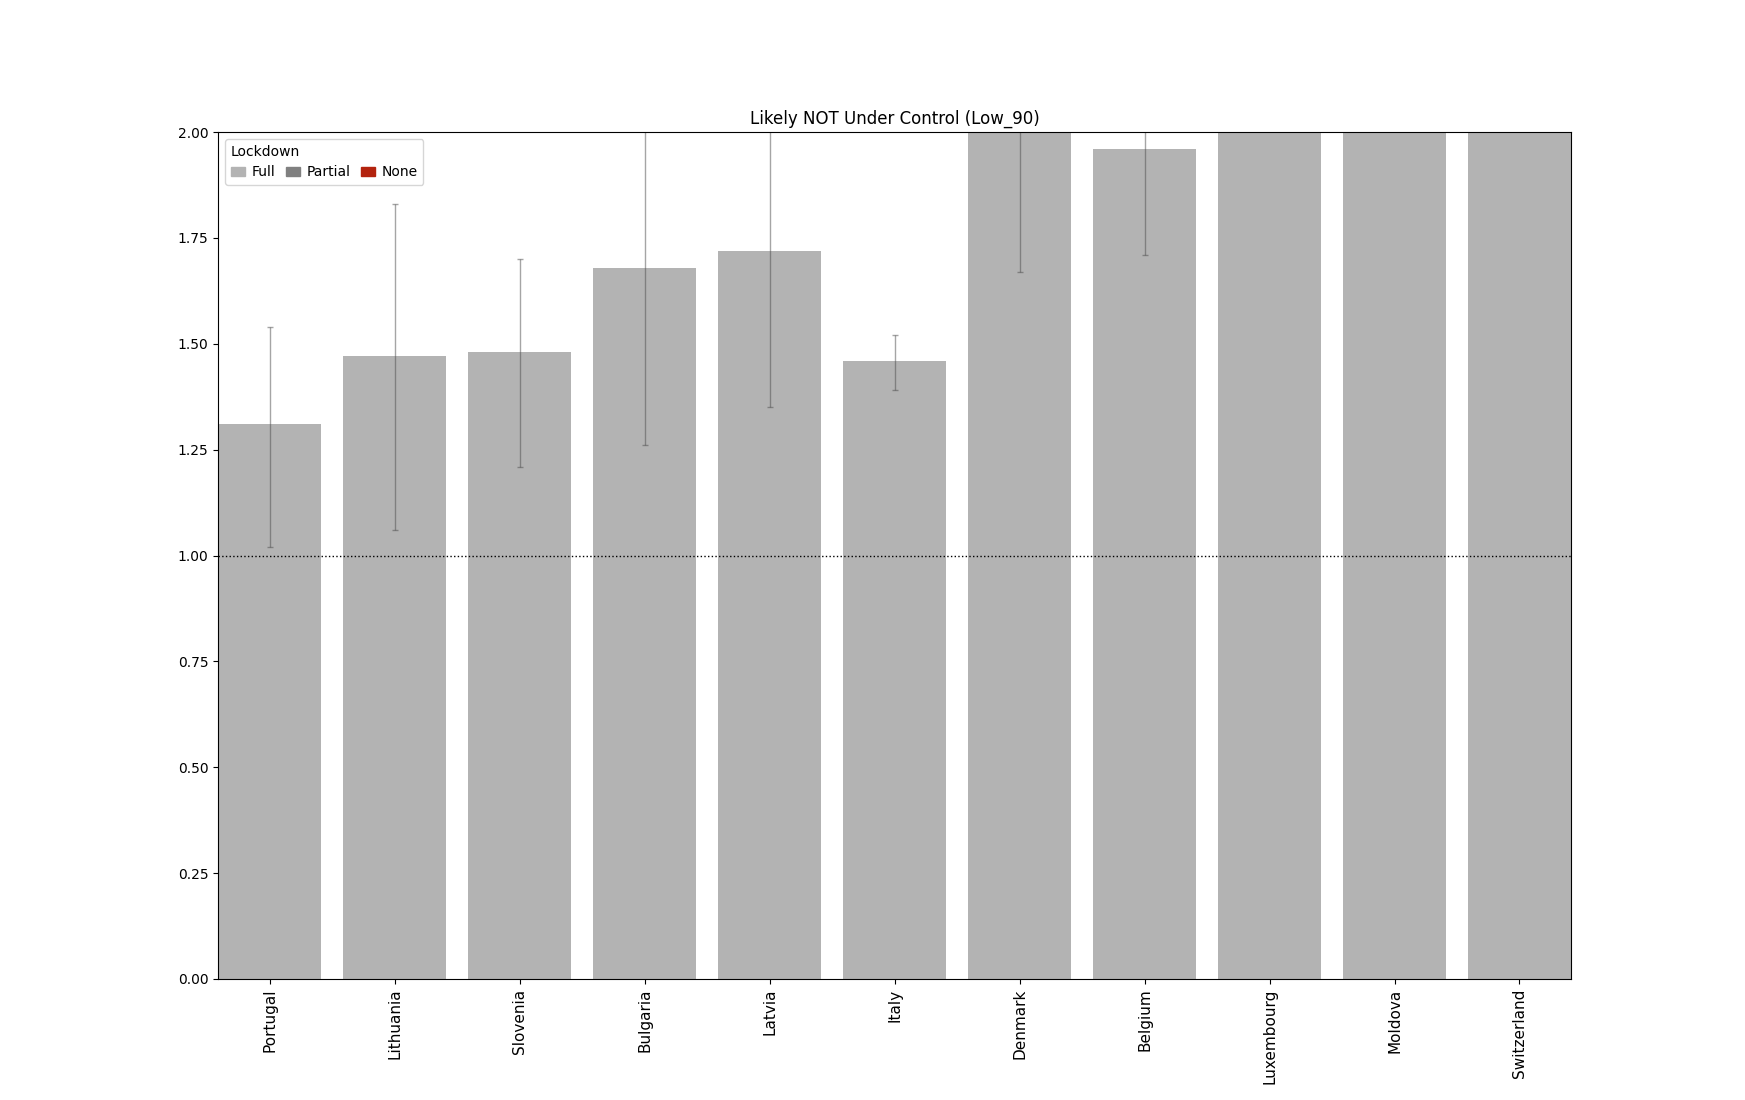 Likely NOT Under Control (Low_90)
Lockdown
Full Partial None
2.00
1.75
1.50
1.25
1.00
0.75
0.50
0.25
0.00
Portugal
Lithuania
Slovenia
Bulgaria
Latvia
Italy
Denmark
Belgium
Luxembourg
Moldova
Switzerland